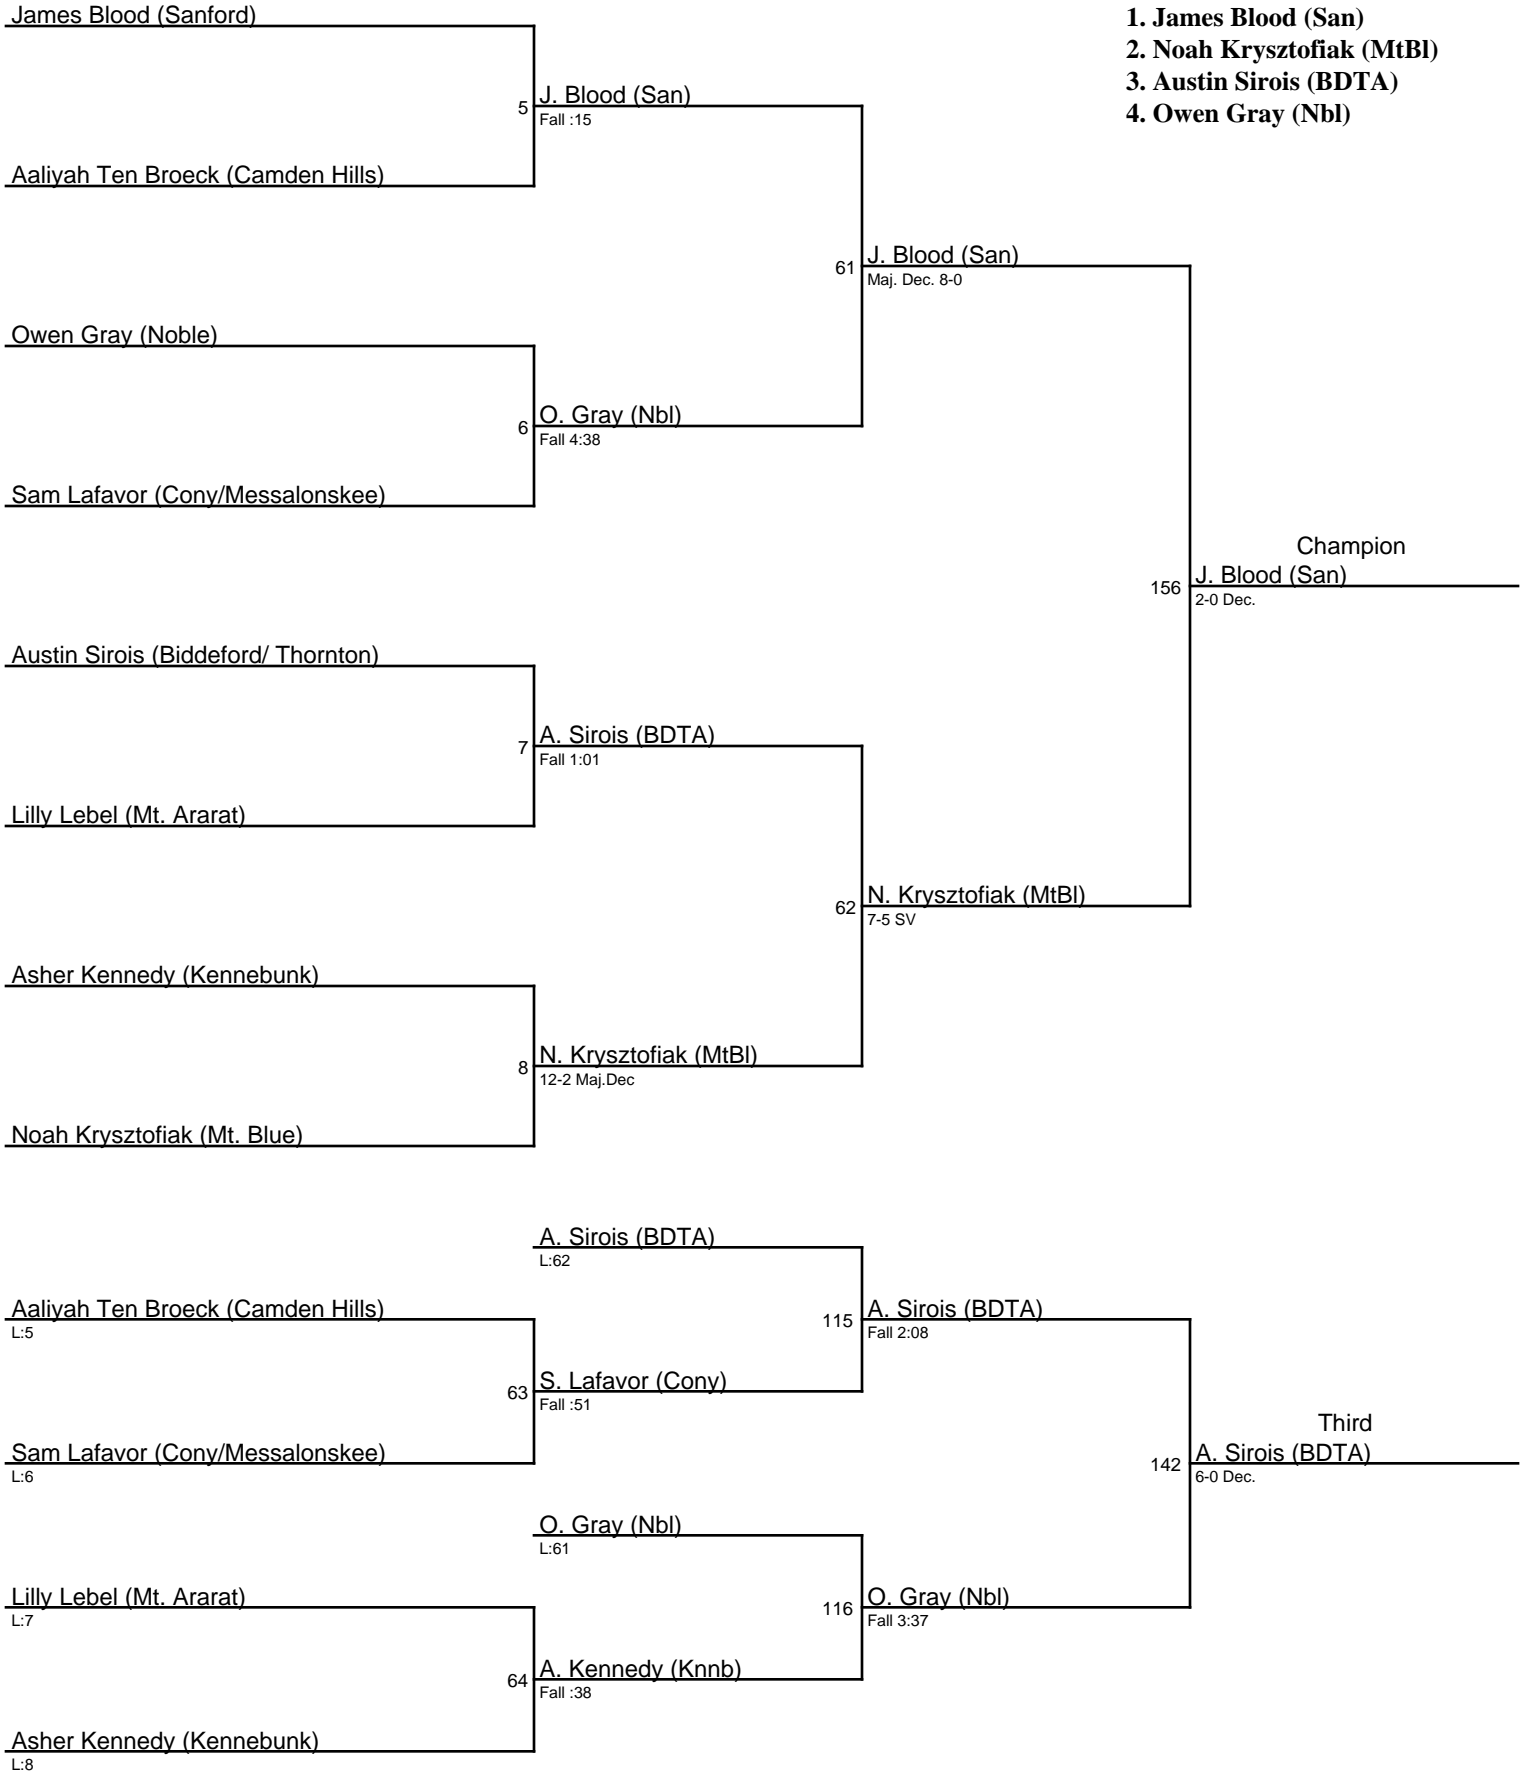 James Blood (Sanford)
1. James Blood (San)
2. Noah Krysztofiak (MtBl)
3. Austin Sirois (BDTA)
4. Owen Gray (Nbl)
5
J. Blood (San)
Fall :15
Aaliyah Ten Broeck (Camden Hills)
61
J. Blood (San)
Maj. Dec. 8-0
Owen Gray (Noble)
6
O. Gray (Nbl)
Fall 4:38
Sam Lafavor (Cony/Messalonskee)
Champion
156
J. Blood (San)
2-0 Dec.
Austin Sirois (Biddeford/ Thornton)
7
A. Sirois (BDTA)
Fall 1:01
Lilly Lebel (Mt. Ararat)
62
N. Krysztofiak (MtBl)
7-5 SV
Asher Kennedy (Kennebunk)
8
N. Krysztofiak (MtBl)
12-2 Maj.Dec
Noah Krysztofiak (Mt. Blue)
A. Sirois (BDTA)
L:62
Aaliyah Ten Broeck (Camden Hills)
L:5
115
A. Sirois (BDTA)
Fall 2:08
63
S. Lafavor (Cony)
Fall :51
Sam Lafavor (Cony/Messalonskee)
L:6
Third
142
A. Sirois (BDTA)
6-0 Dec.
O. Gray (Nbl)
L:61
Lilly Lebel (Mt. Ararat)
L:7
116
O. Gray (Nbl)
Fall 3:37
64
A. Kennedy (Knnb)
Fall :38
Asher Kennedy (Kennebunk)
L:8